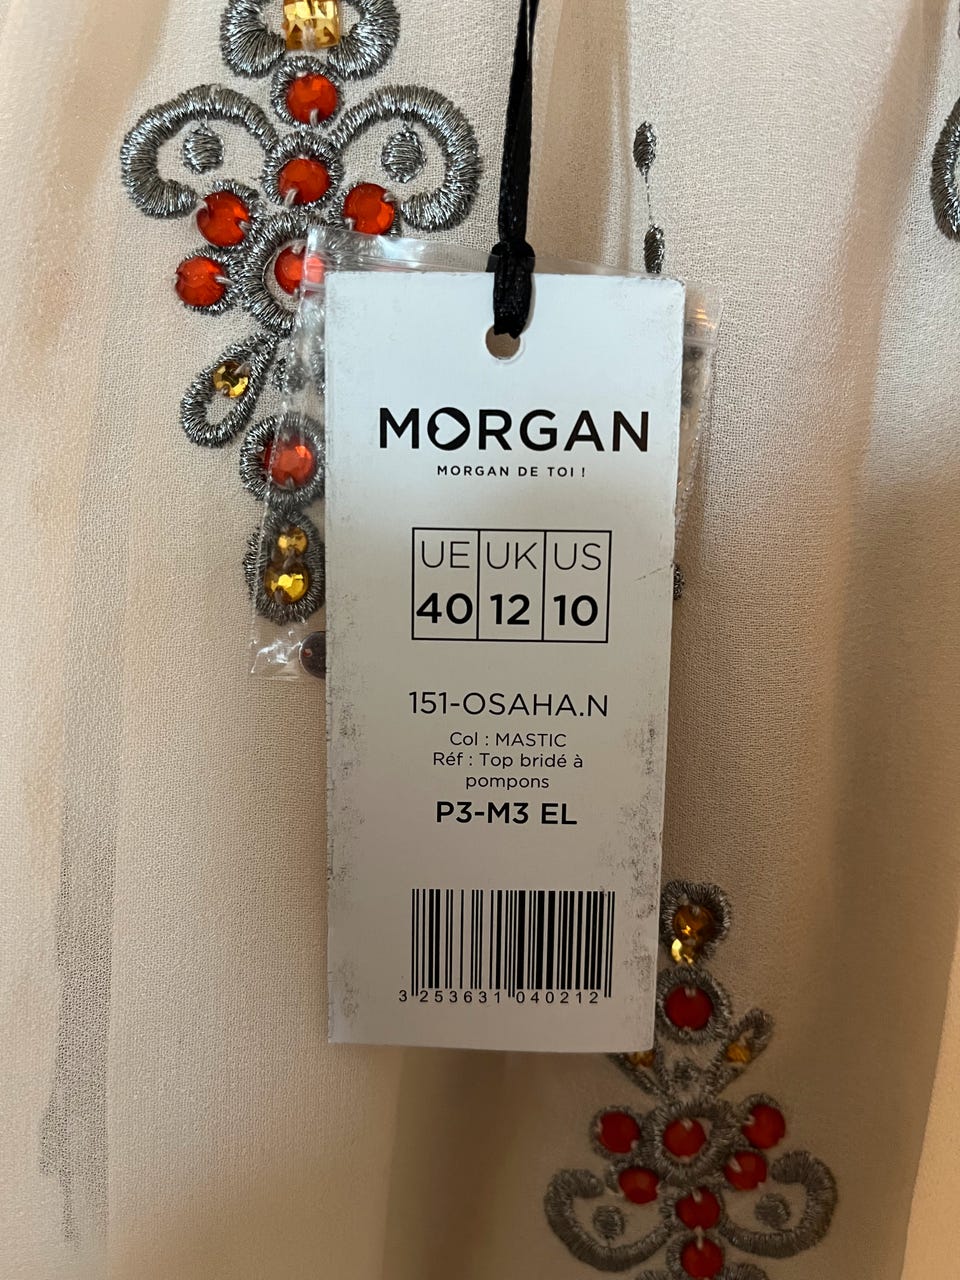 MORGAN
MORGAN DE TOI !
UE UK US
40 12 10
151-OSAHA.N
Col : MASTIC
Réf : Top bridé à
pompons
P3-M3 EL
3 253631 040212